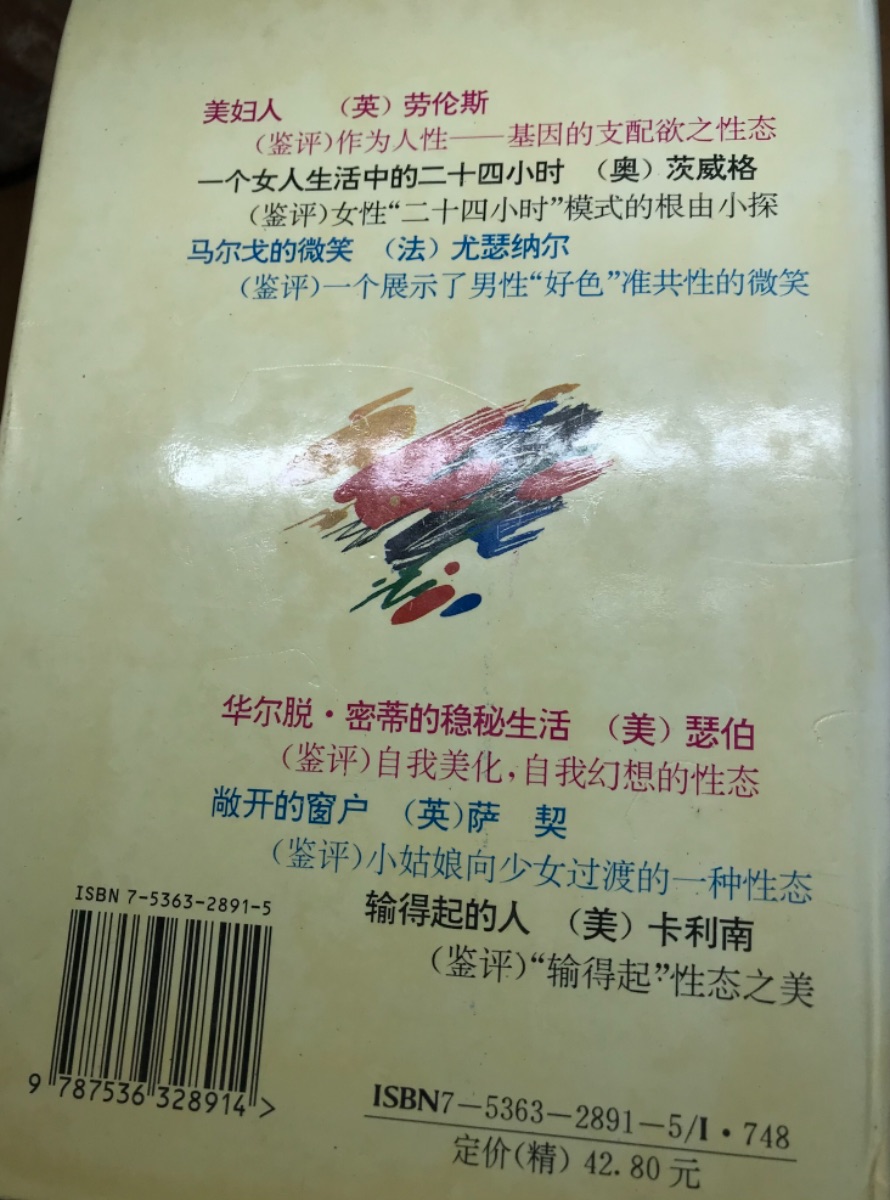 美妇人 （英）劳伦斯
（鉴评）作为人性——基因的支配欲之性态
一个女人生活中的二十四小时 （奥）茨威格
（鉴评）女性“二十四小时”模式的根由小探
马尔戈的微笑 （法）尤瑟纳尔
（鉴评）一个展示了男性“好色”准共性的微笑
华尔脱·密蒂的稳秘生活 （美）瑟伯
（鉴评）自我美化，自我幻想的性态
敞开的窗户 （英）萨 契
（鉴评）小姑娘向少女过渡的一种性态
输得起的人 （美）卡利南
（鉴评）“输得起”性态之美
ISBN 7-5363-2891-5
9 787536 328914 >
ISBN7—5363—2891—5/I·748
定价(精) 42.80 元